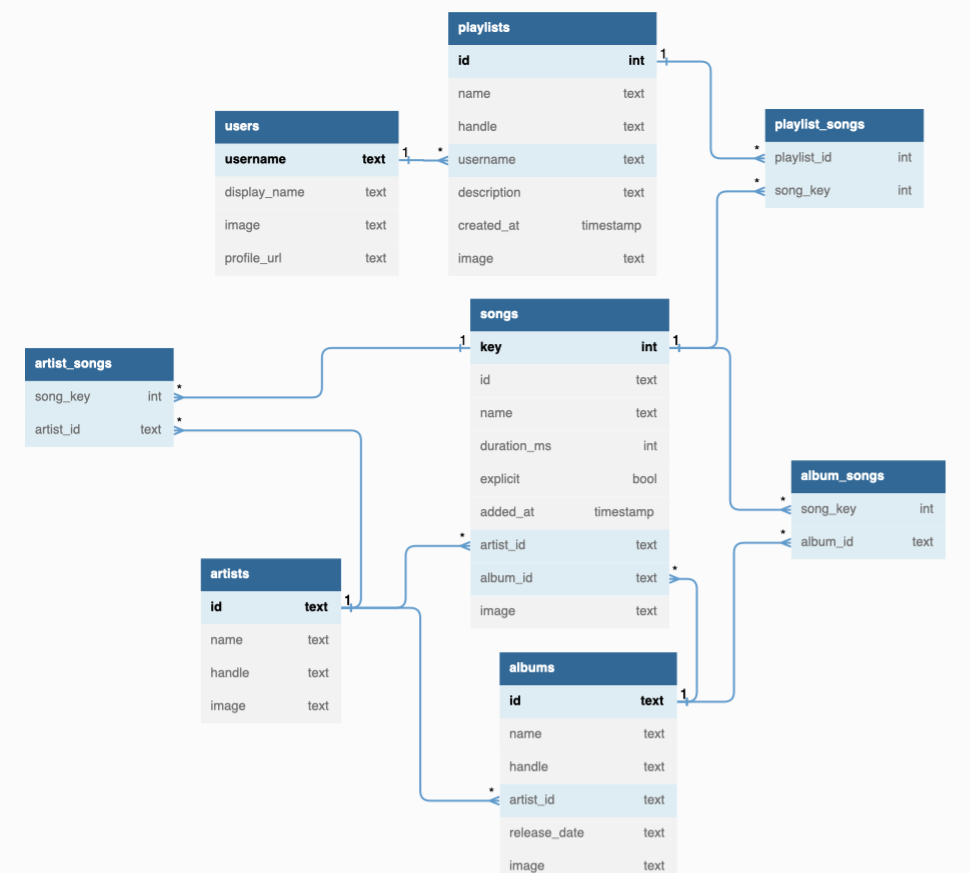 playlists
id int
name text
handle text
username text
description text
created_at timestamp
image text
1
*
users
username text
display_name text
image text
profile_url text
1
playlist_songs
playlist_id int
song_key int
*
*
songs
key int
id text
name text
duration_ms int
explicit bool
added_at timestamp
artist_id text
album_id text
image text
1
1
*
*
artist_songs
song_key int
artist_id text
*
*
album_songs
song_key int
album_id text
*
*
artists
id text
name text
handle text
image text
1
albums
id text
name text
handle text
artist_id text
release_date text
image text
1
*